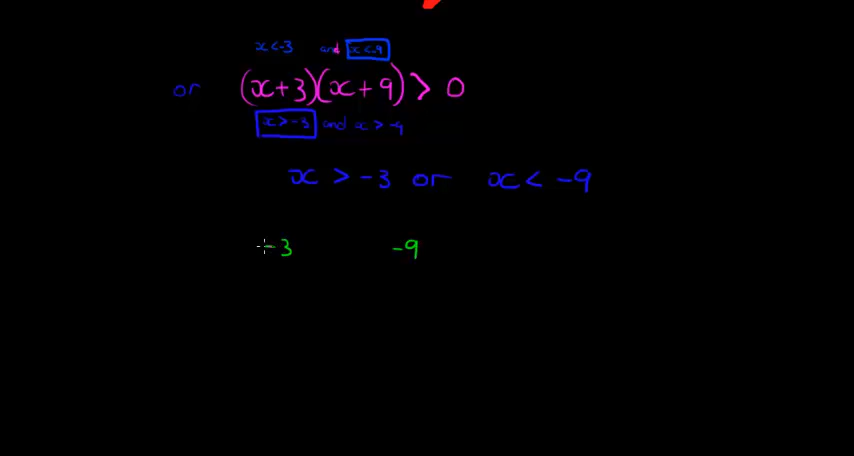 x<-3 and x<-9
or (x+3)(x+9)>0
x>-3 and x>-9
x > -3 or x < -9
-3 -9